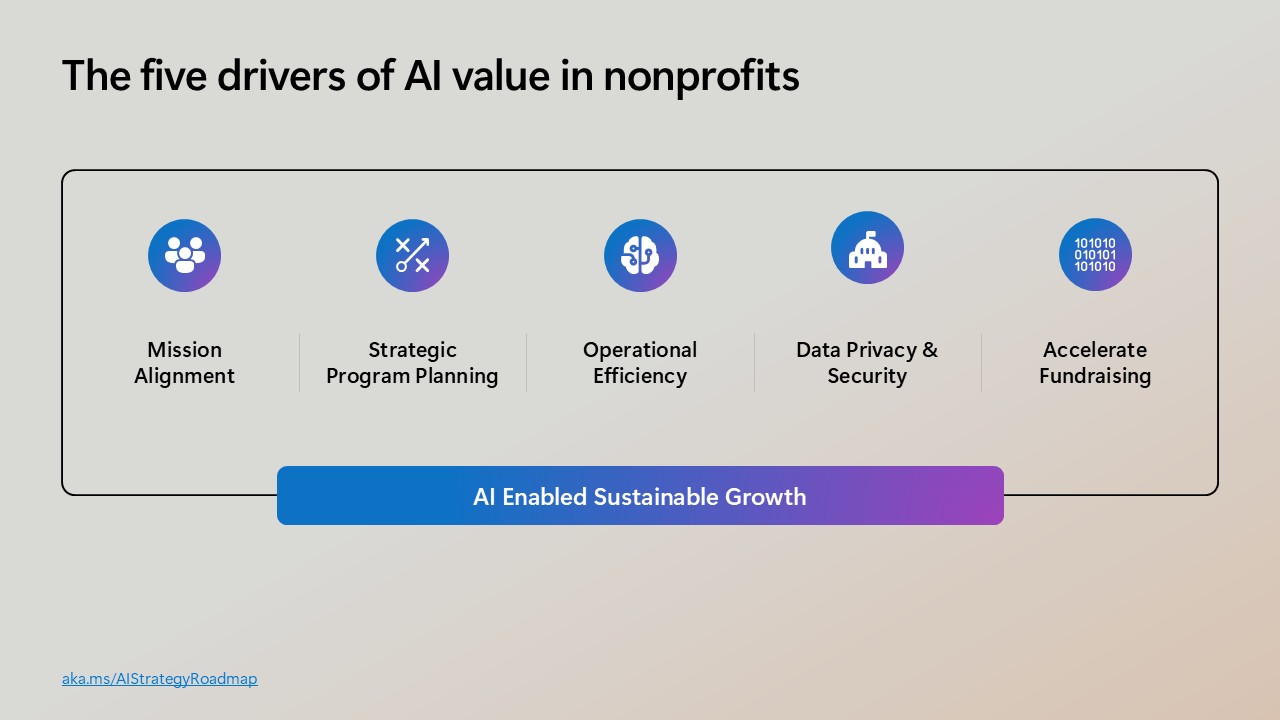 The five drivers of AI value in nonprofits
101010
010101
101010
Mission
Alignment
Strategic
Program Planning
Operational
Efficiency
Data Privacy &
Security
Accelerate
Fundraising
AI Enabled Sustainable Growth
aka.ms/AIStrategyRoadmap